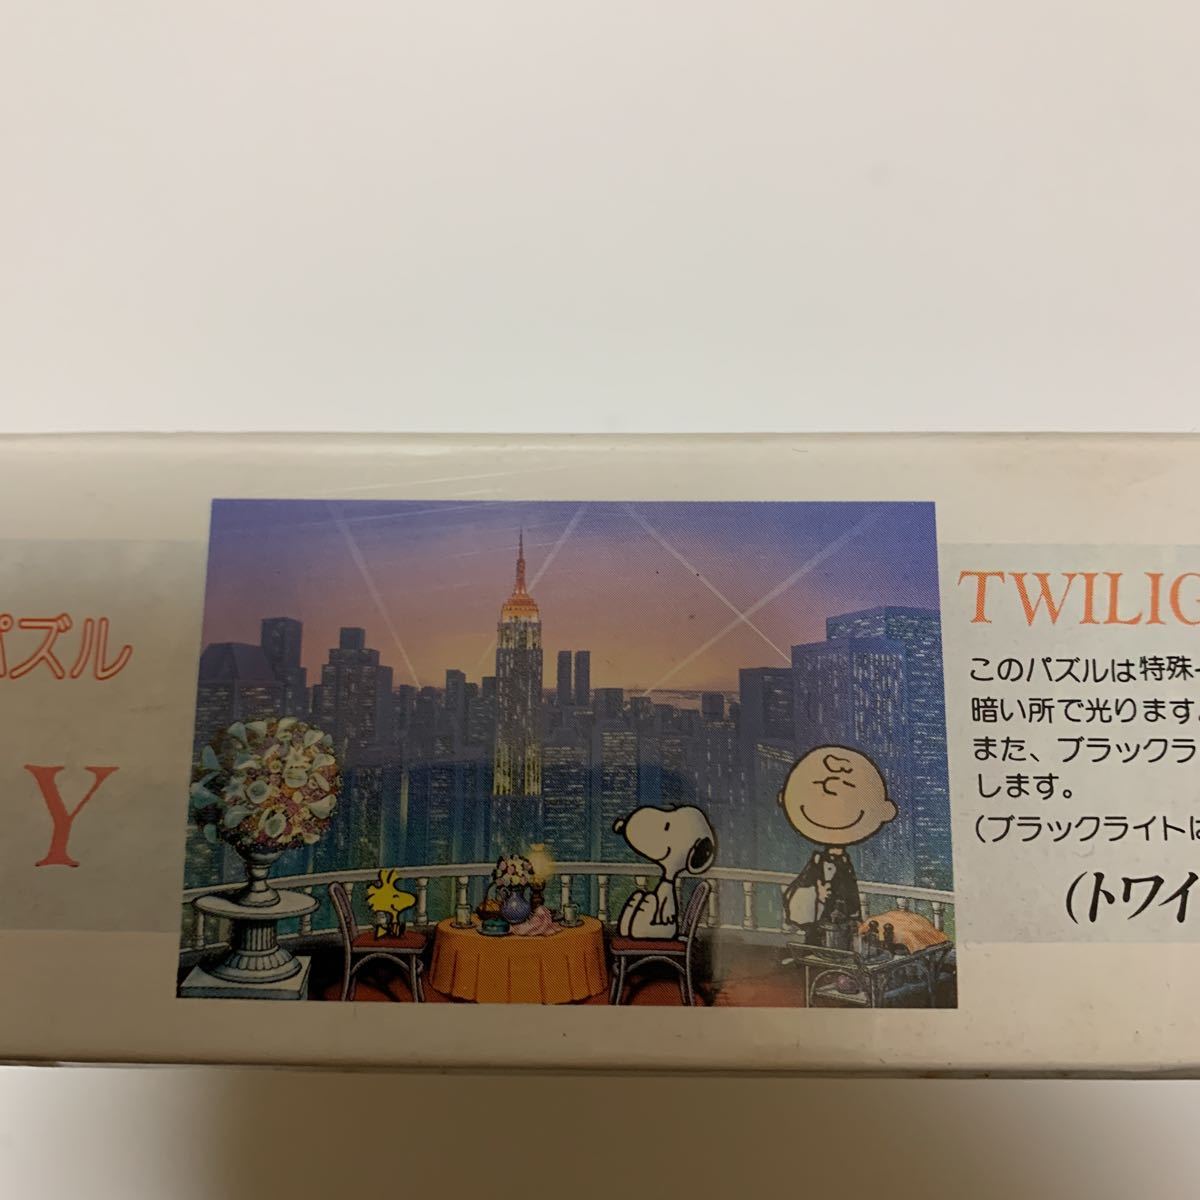 パズル
Y
TWILIG
このパズルは特殊
暗い所で光ります。
また、ブラックラ
します。
(ブラックライトは
(トワイ